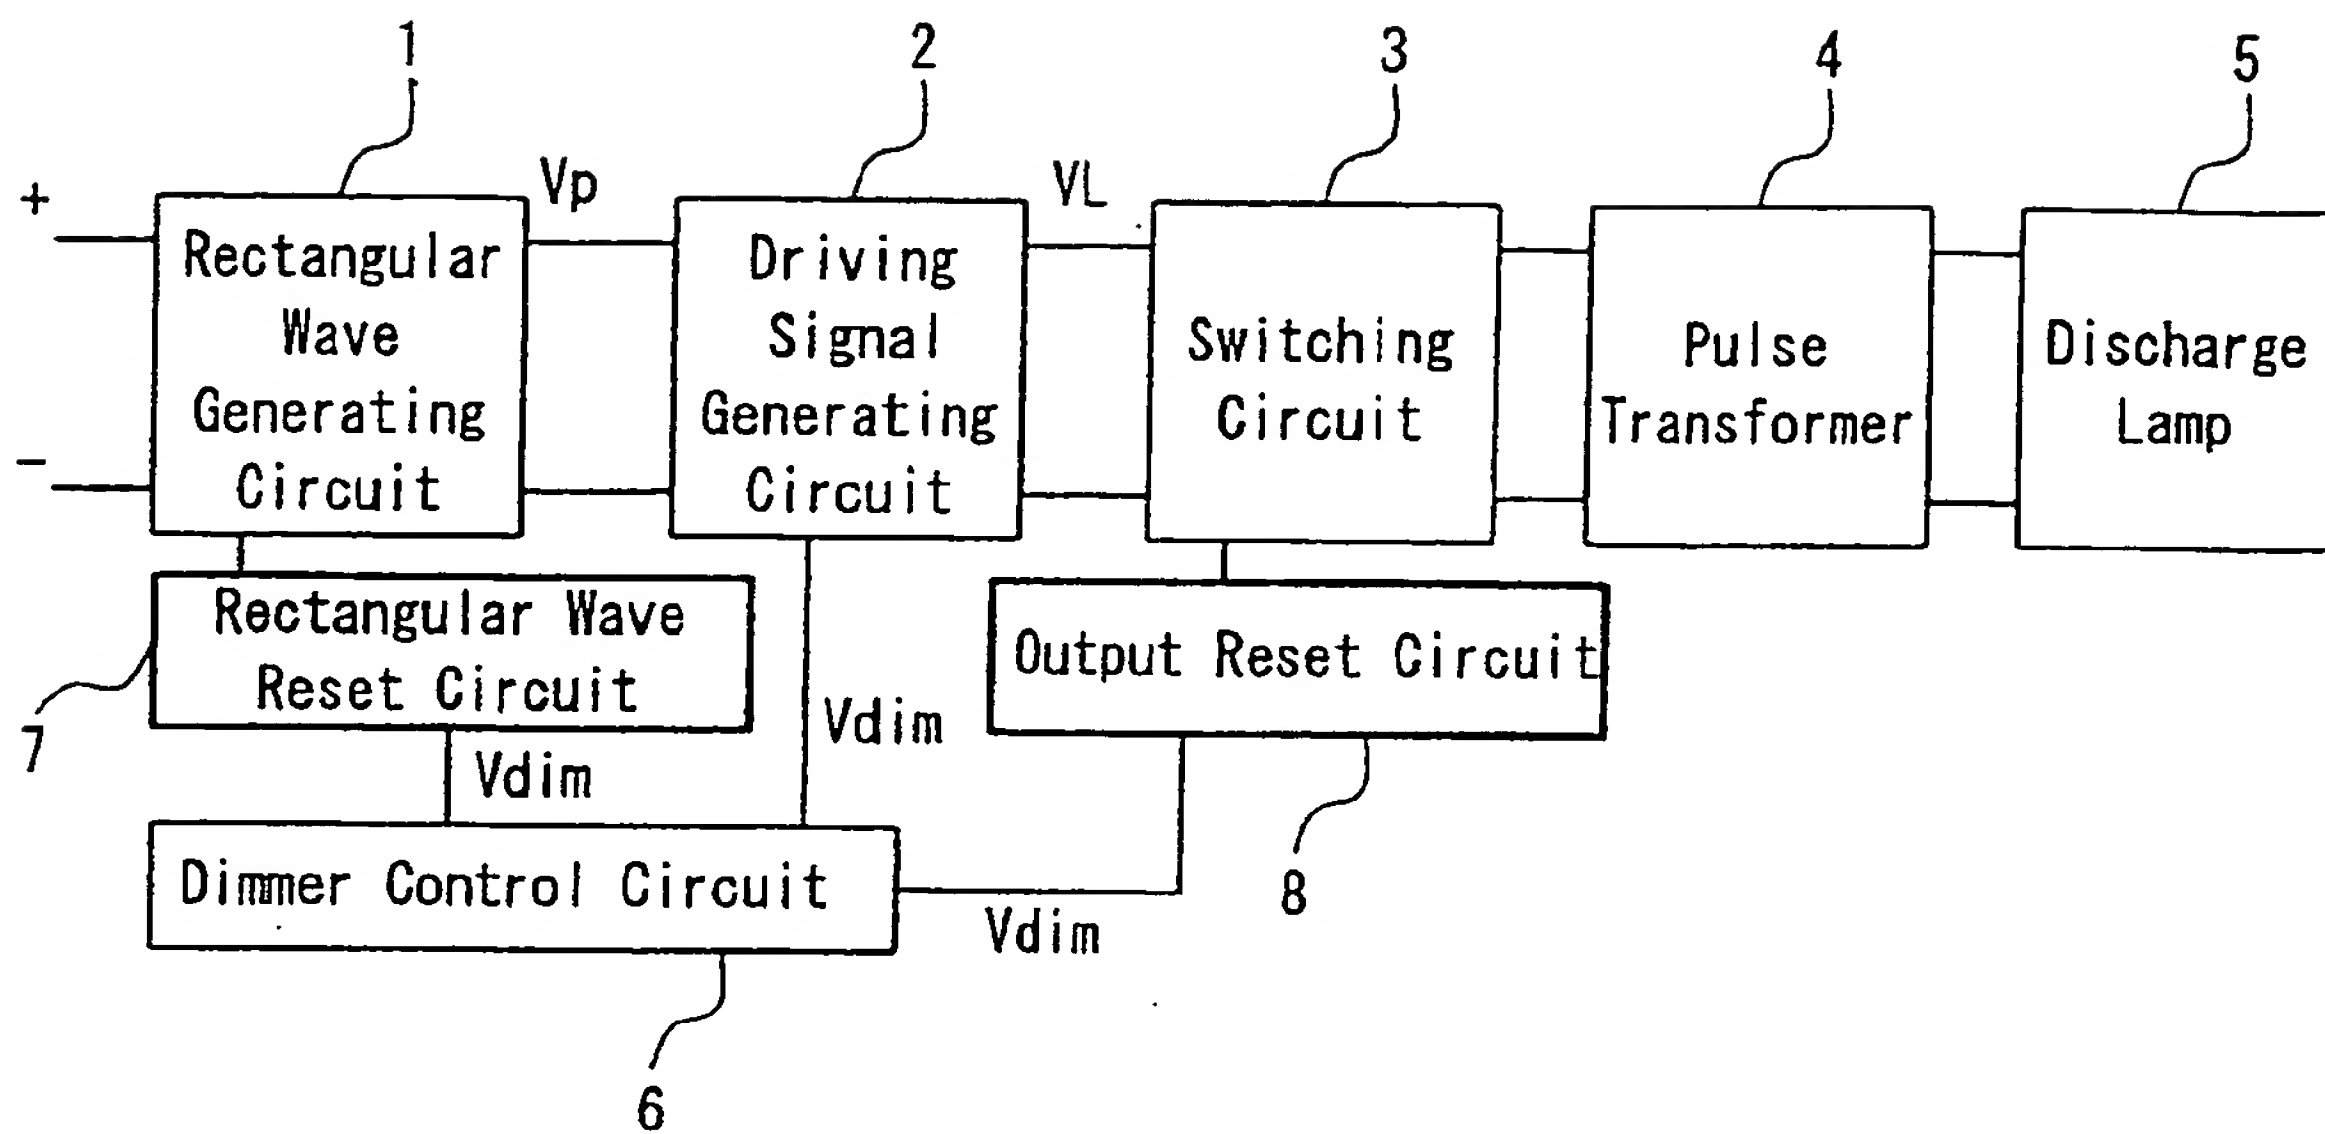 1
2
3
4
5
+
Vp
VL
Rectangular
Wave
Generating
Circuit
Driving
Signal
Generating
Circuit
Switching
Circuit
Pulse
Transformer
Discharge
Lamp
−
Rectangular Wave
Reset Circuit
Output Reset Circuit
7
Vdim
Vdim
Dimmer Control Circuit
Vdim
8
6